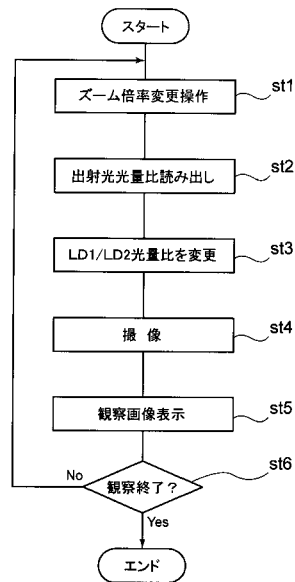 スタート
ズーム倍率変更操作
st1
出射光光量比読み出し
st2
LD1/LD2光量比を変更
st3
撮 像
st4
観察画像表示
st5
No
観察終了?
st6
Yes
エンド